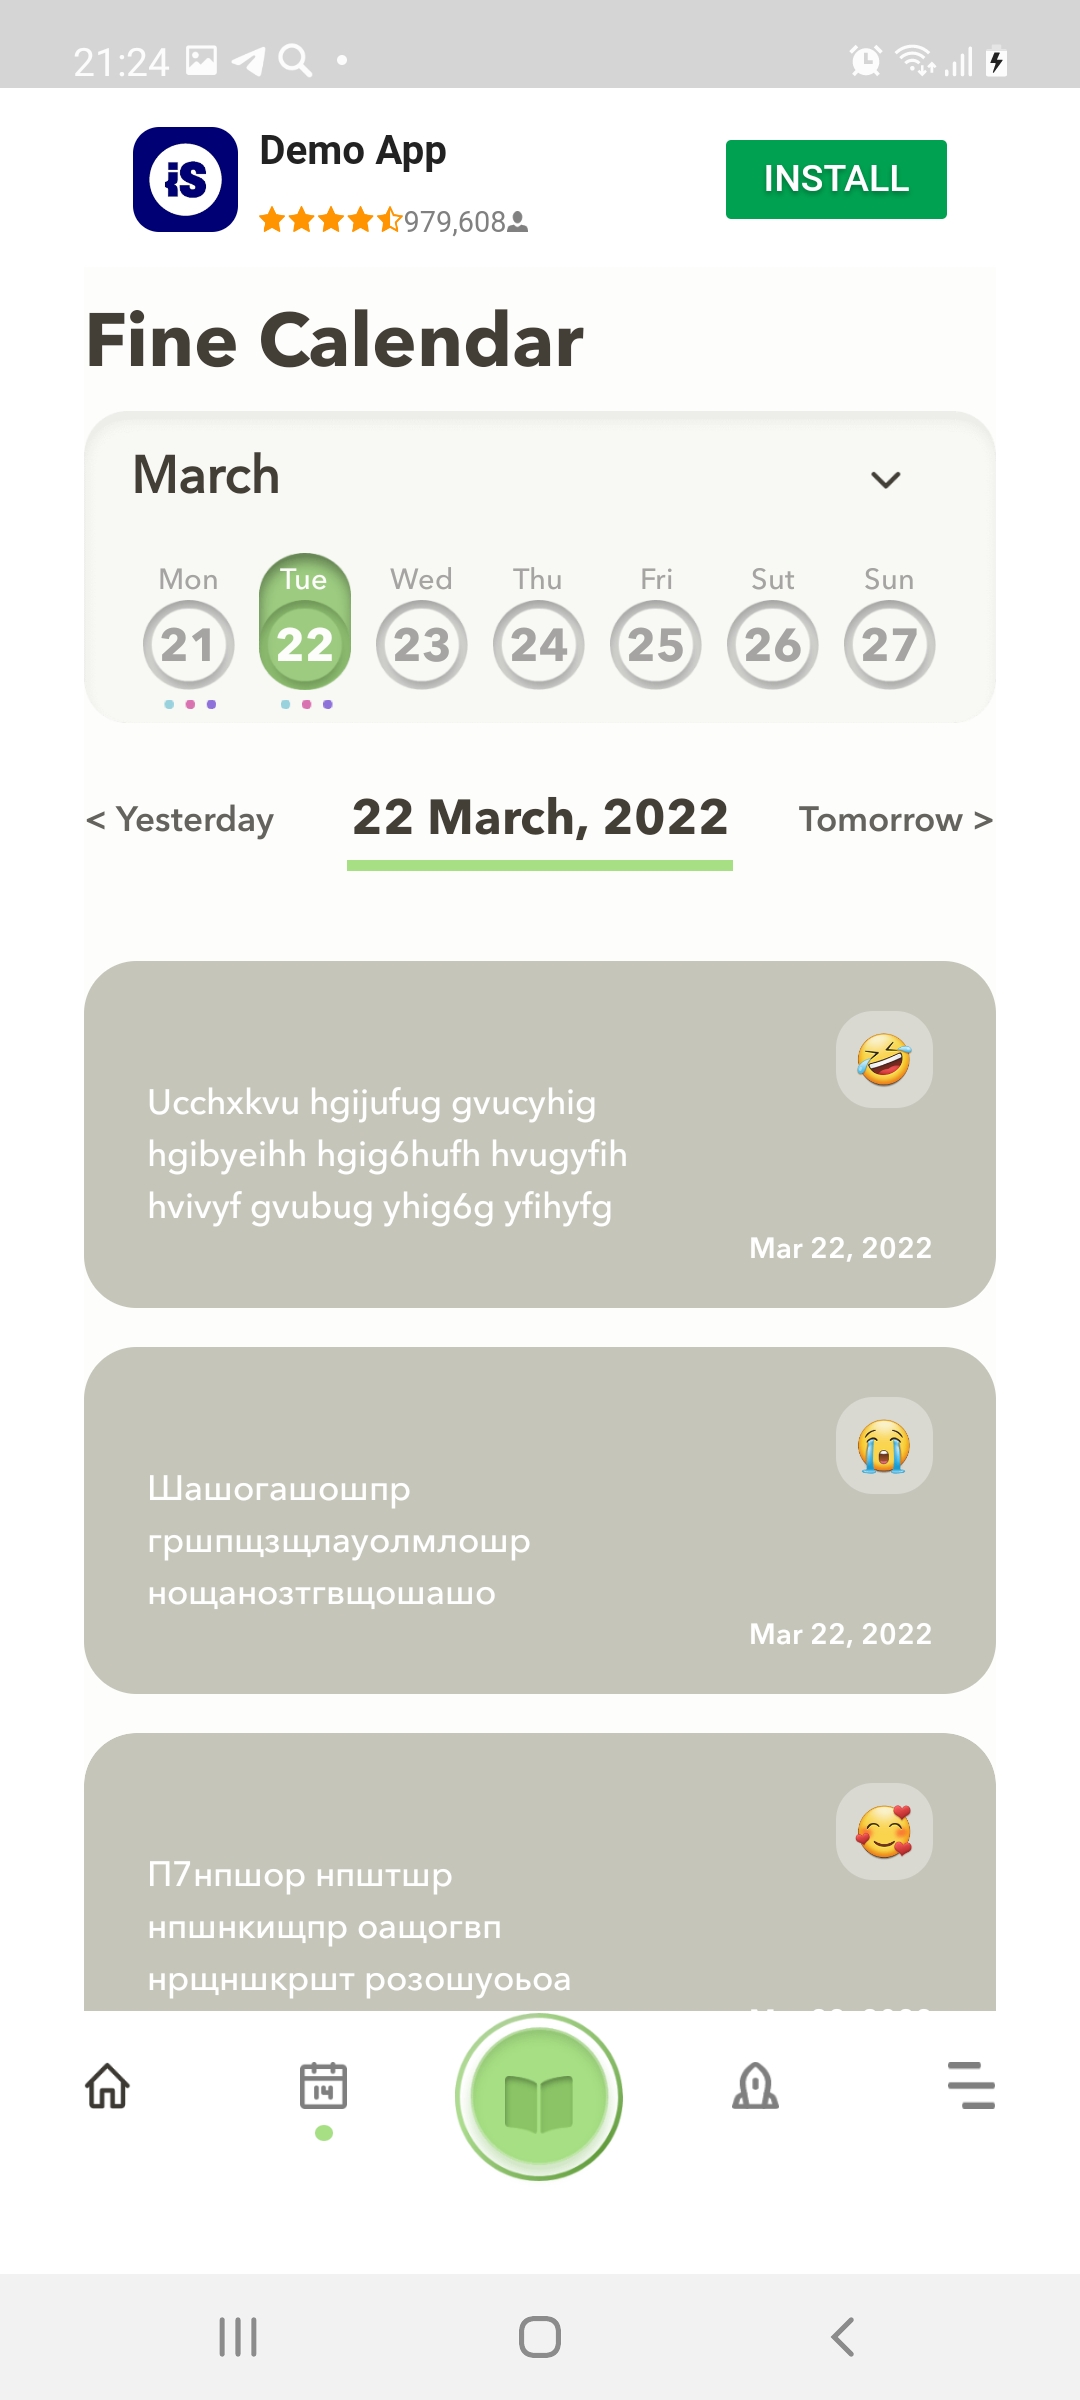 21:24
iS
Demo App
979,608
INSTALL
Fine Calendar
March
Mon Tue Wed Thu Fri Sut Sun
21 22 23 24 25 26 27
< Yesterday 22 March, 2022 Tomorrow >
Ucchxkvu hgijufug gvucyhig
hgibyeihh hgig6hufh hvugyfih
hvivyf gvubug yhig6g yfihyfg
Mar 22, 2022
Шашогашошпр
гршпщзщлауолмлошр
нощанозтгвщошашо
Mar 22, 2022
П7нпшор нпштшр
нпшнкищпр оащогвп
нрщншкршт розошуоьоа
14